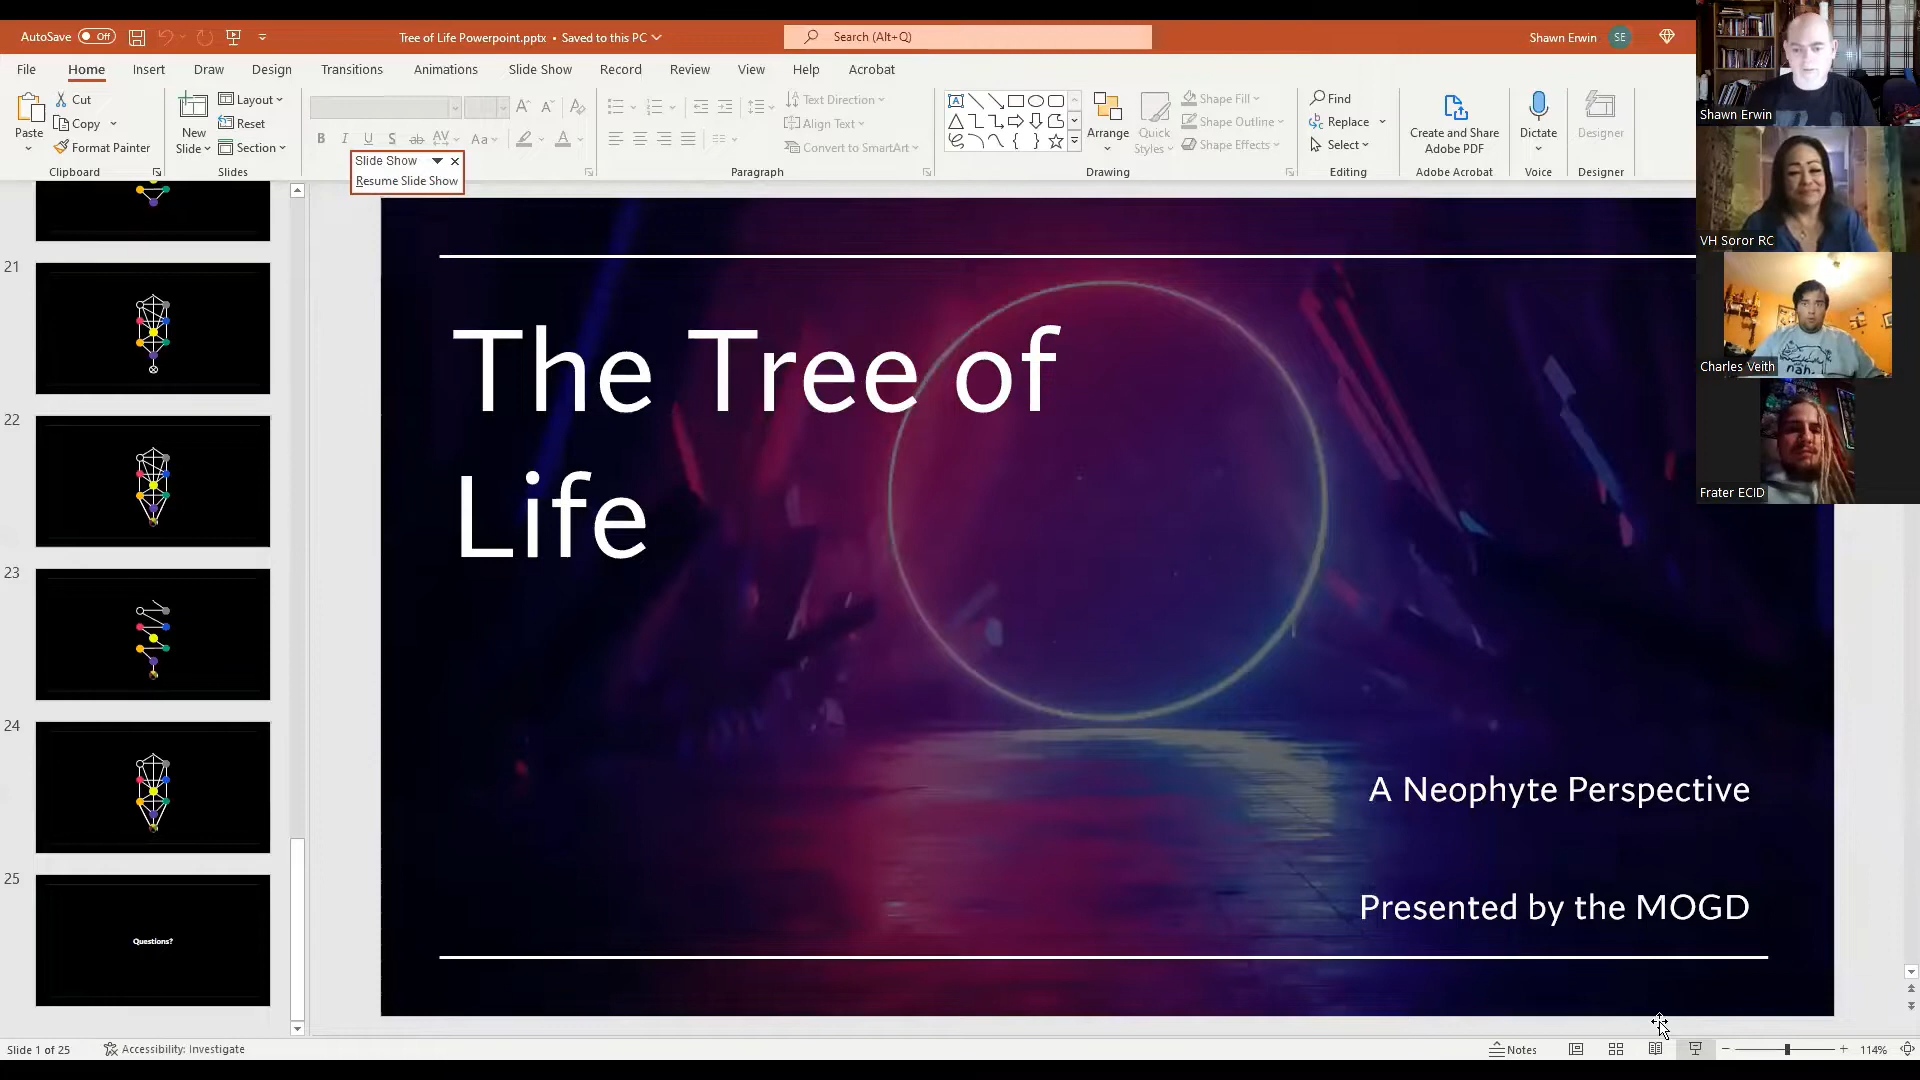 AutoSave Off
Tree of Life Powerpoint.pptx • Saved to this PC
Search (Alt+Q)
Shawn Erwin SE
File Home Insert Draw Design Transitions Animations Slide Show Record Review View Help Acrobat
Paste
Cut
Copy
Format Painter
Clipboard
New
Slide
Layout
Reset
Section
Slides
B I U S ab AV Aa A
Slide Show
Resume Slide Show
Text Direction
Align Text
Convert to SmartArt
Paragraph
Arrange
Quick
Styles
Shape Fill
Shape Outline
Shape Effects
Drawing
Find
Replace
Select
Editing
Create and Share
Adobe PDF
Adobe Acrobat
Dictate
Voice
Designer
Designer
Shawn Erwin
VH Soror RC
nah.
Charles Veith
Frater ECID
21
22
23
24
25
Questions?
The Tree of
Life
A Neophyte Perspective
Presented by the MOGD
Slide 1 of 25
Accessibility: Investigate
Notes
114%